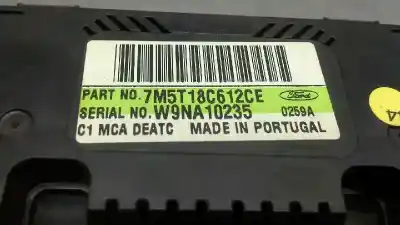 PART NO.7M5T18C612CE Ford
SERIAL NO.W9NA10235 0259A
C1 MCA DEATC MADE IN PORTUGAL